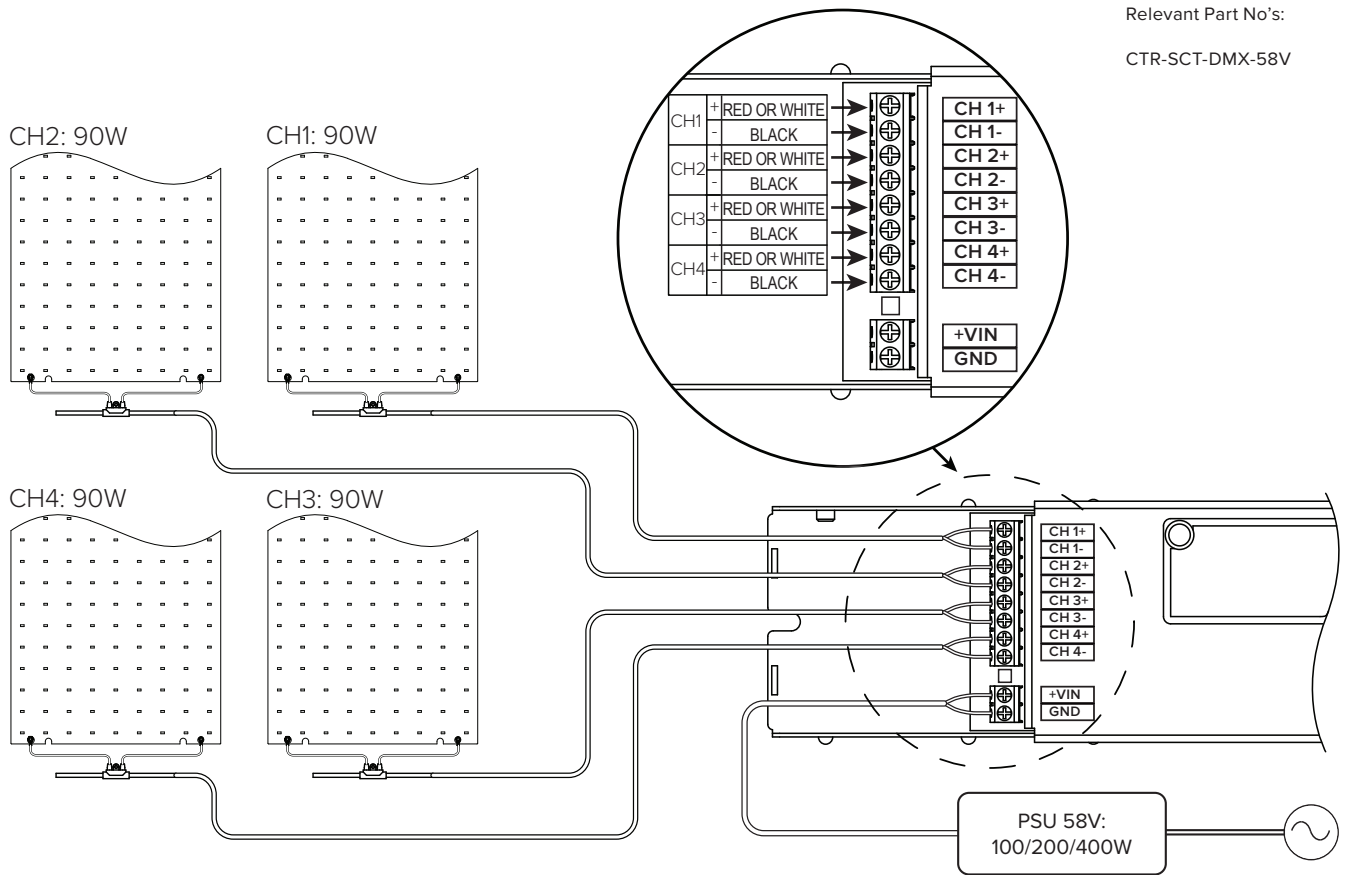 Relevant Part No's:
CTR-SCT-DMX-58V
CH1 + RED OR WHITE
- BLACK
CH2 + RED OR WHITE
- BLACK
CH3 + RED OR WHITE
- BLACK
CH4 + RED OR WHITE
- BLACK
CH 1+
CH 1-
CH 2+
CH 2-
CH 3+
CH 3-
CH 4+
CH 4-
+VIN
GND
CH2: 90W
CH1: 90W
CH4: 90W
CH3: 90W
CH 1+
CH 1-
CH 2+
CH 2-
CH 3+
CH 3-
CH 4+
CH 4-
+VIN
GND
PSU 58V:
100/200/400W